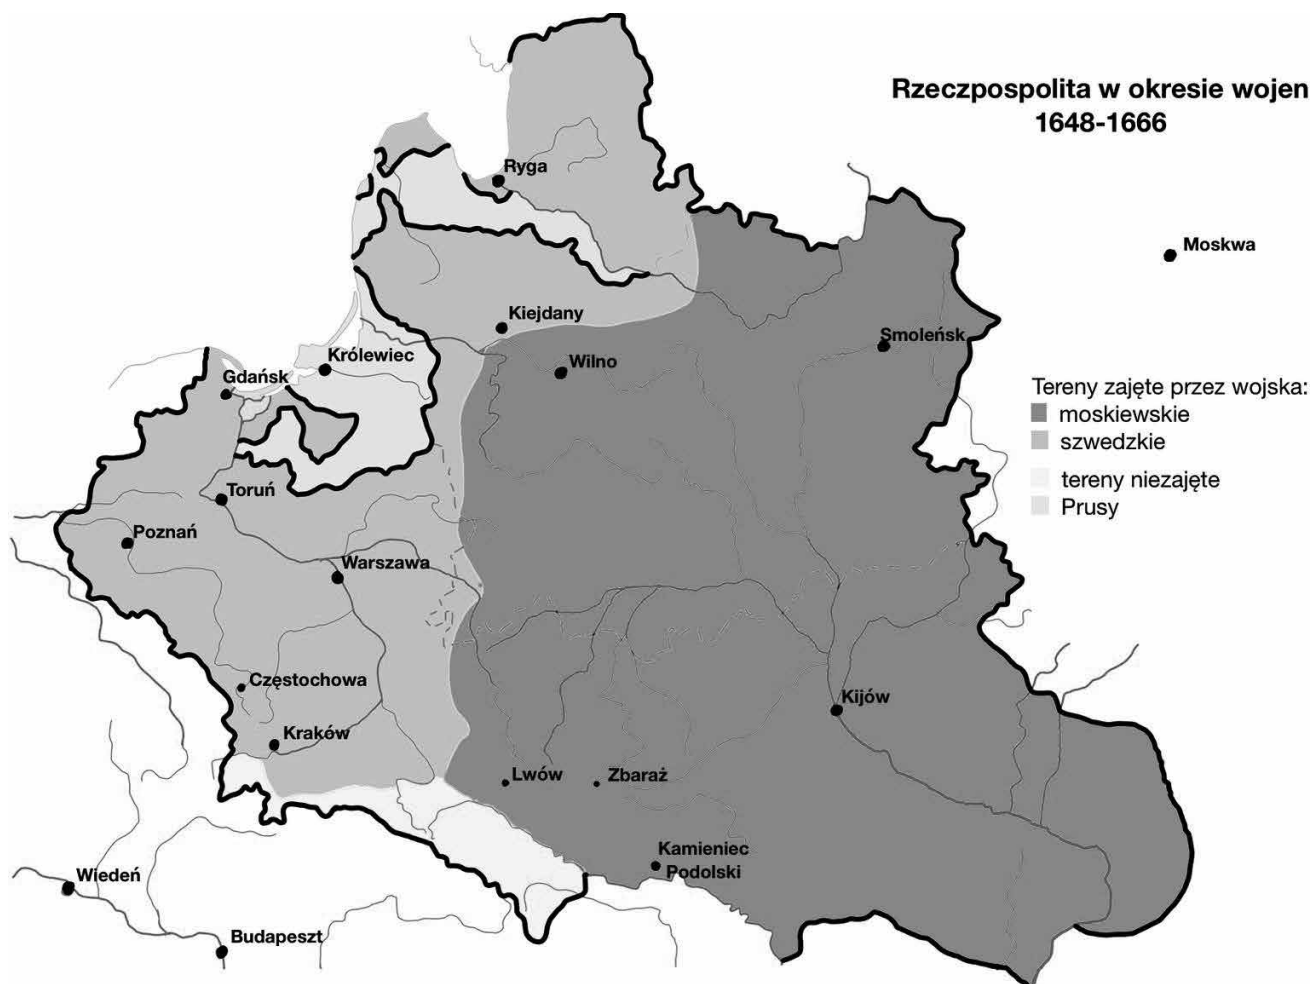 Rzeczpospolita w okresie wojen
1648-1666
Ryga
Moskwa
Kiejdany
Smoleńsk
Królewiec
Wilno
Gdańsk
Tereny zajęte przez wojska:
moskiewskie
szwedzkie
tereny niezajęte
Prusy
Toruń
Poznań
Warszawa
Częstochowa
Kijów
Kraków
Lwów
Zbaraż
Kamieniec
Podolski
Wiedeń
Budapeszt